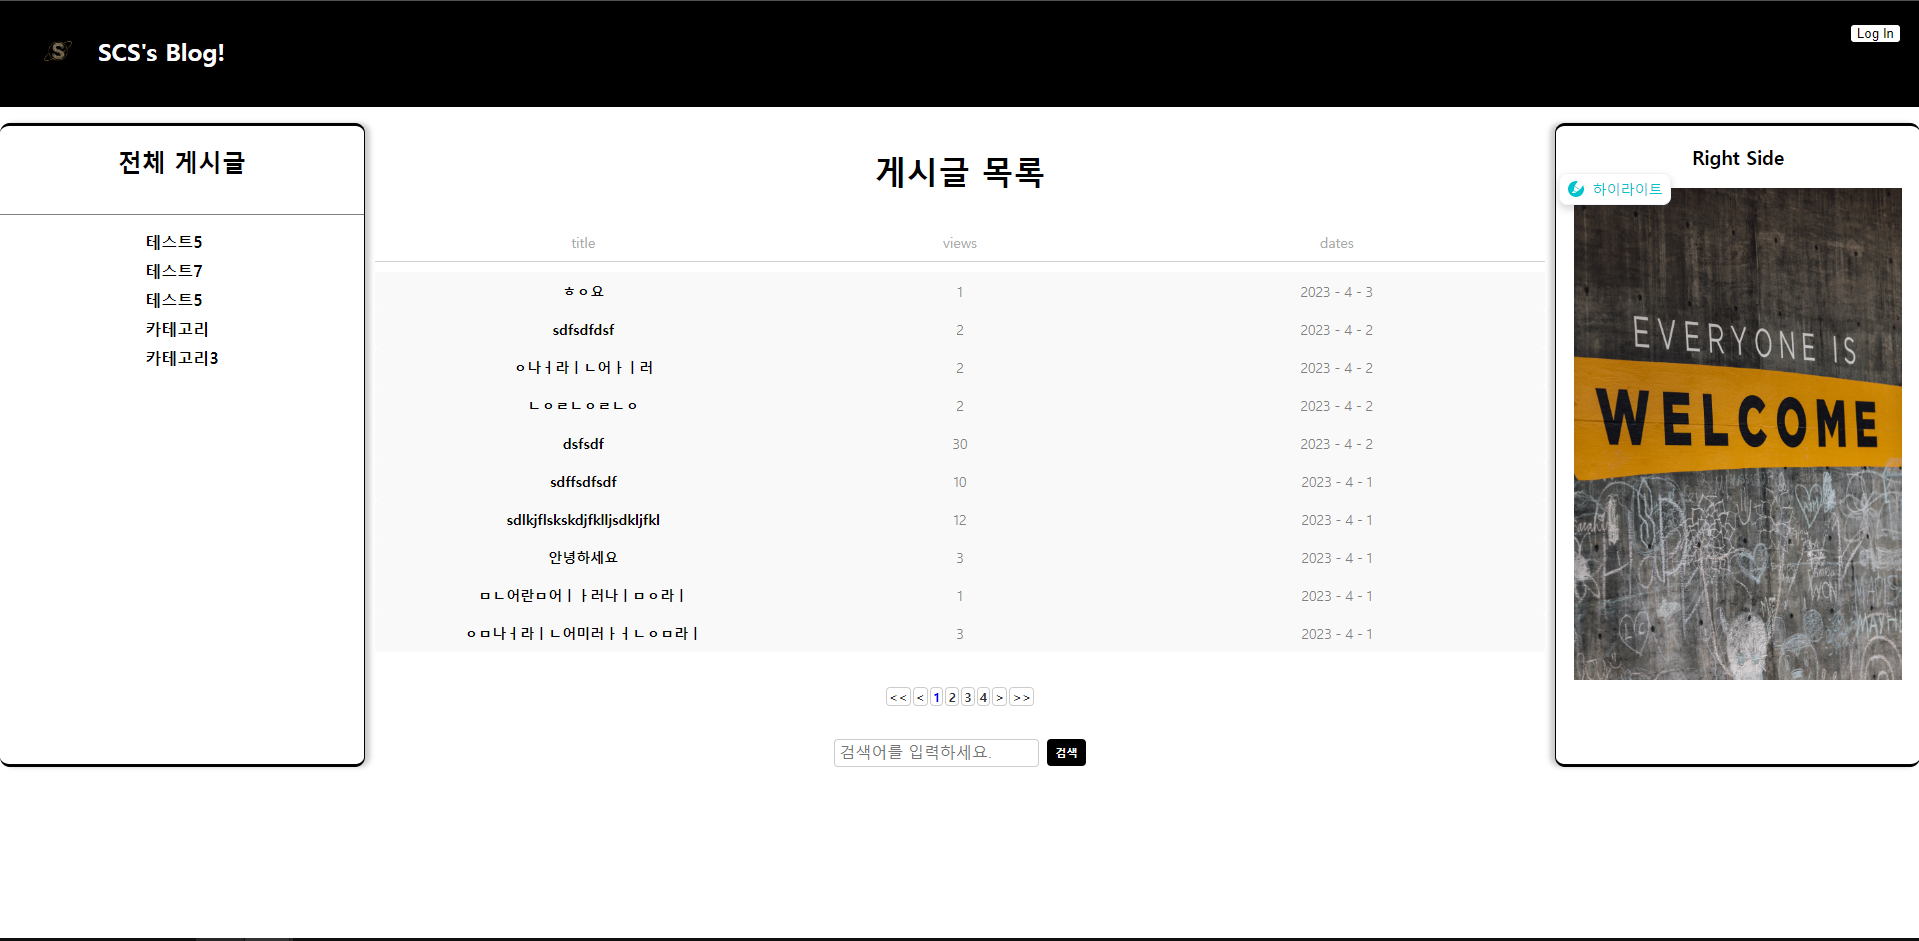 S SCS's Blog!
Log In
전체 게시글
테스트5
테스트7
테스트5
카테고리
카테고리3
게시글 목록
title views dates
ㅎㅇ요 1 2023 - 4 - 3
sdfsdfdsf 2 2023 - 4 - 2
ㅇ나ㅓ라ㅣㄴ어ㅏㅣ러 2 2023 - 4 - 2
ㄴㅇㄹㄴㅇㄹㄴㅇ 2 2023 - 4 - 2
dsfsdf 30 2023 - 4 - 2
sdffsdfsdf 10 2023 - 4 - 1
sdlkjflskskdjfklljsdkljfkl 12 2023 - 4 - 1
안녕하세요 3 2023 - 4 - 1
ㅁㄴ어란ㅁ어ㅣㅏ러나ㅣㅁㅇ라ㅣ 1 2023 - 4 - 1
ㅇㅁ나ㅓ라ㅣㄴ어미러ㅏㅓㄴㅇㅁ라ㅣ 3 2023 - 4 - 1
<< < 1 2 3 4 > >>
검색어를 입력하세요. 검색
Right Side
하이라이트
EVERYONE IS
WELCOME